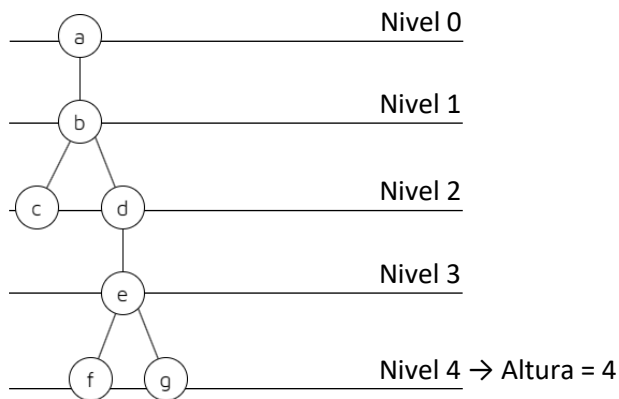 a Nivel 0
b Nivel 1
c d Nivel 2
e Nivel 3
f g Nivel 4 → Altura = 4